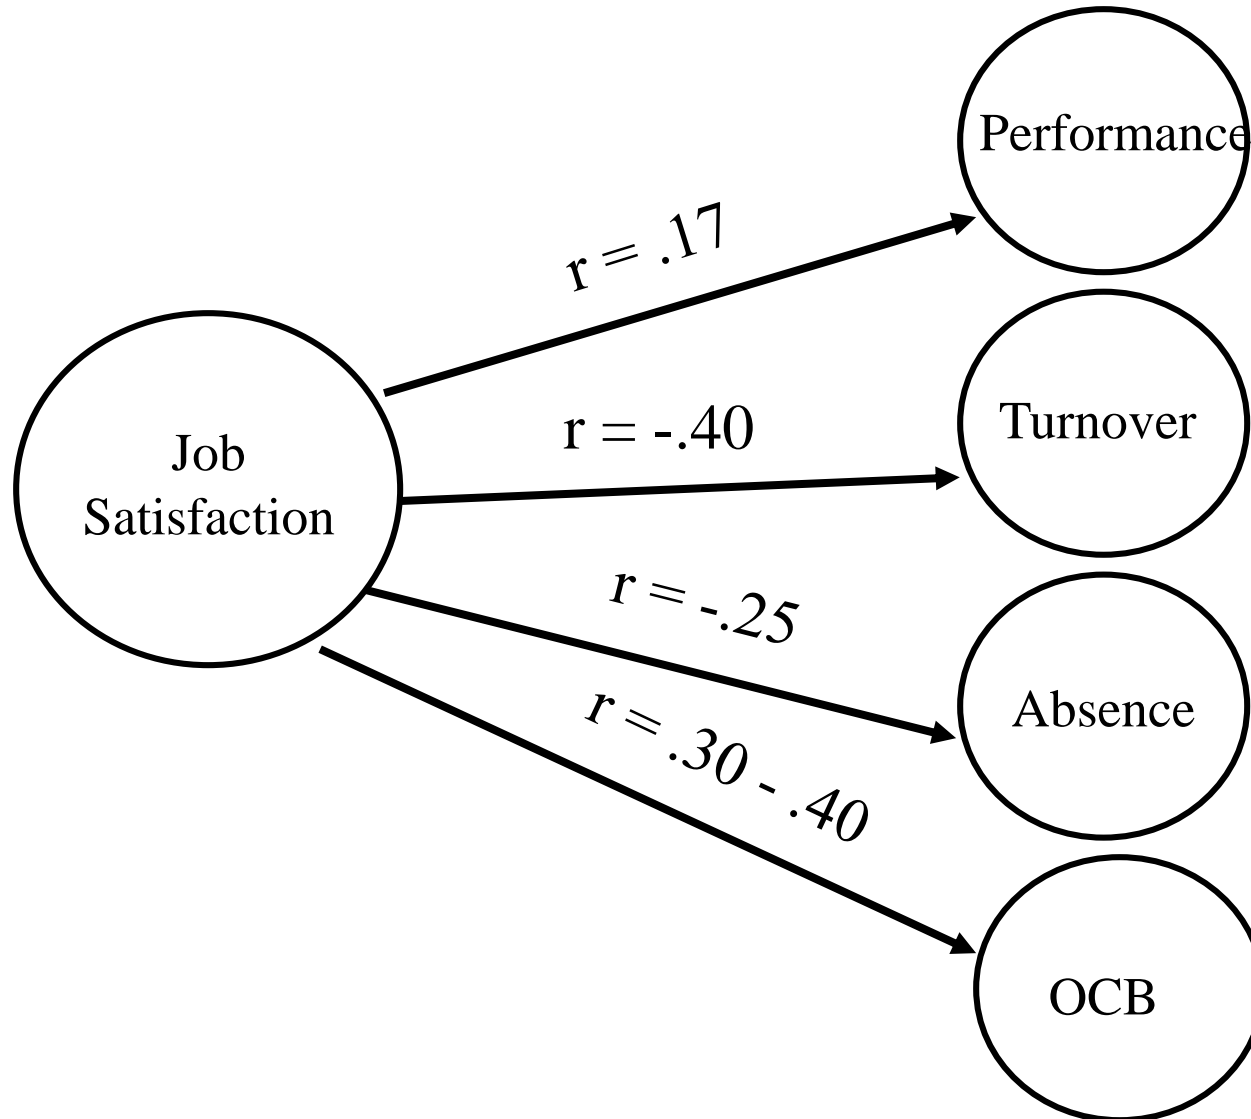 Performance
r = .17
r = -.40
Turnover
Job
Satisfaction
r = -.25
Absence
r = .30 - .40
OCB